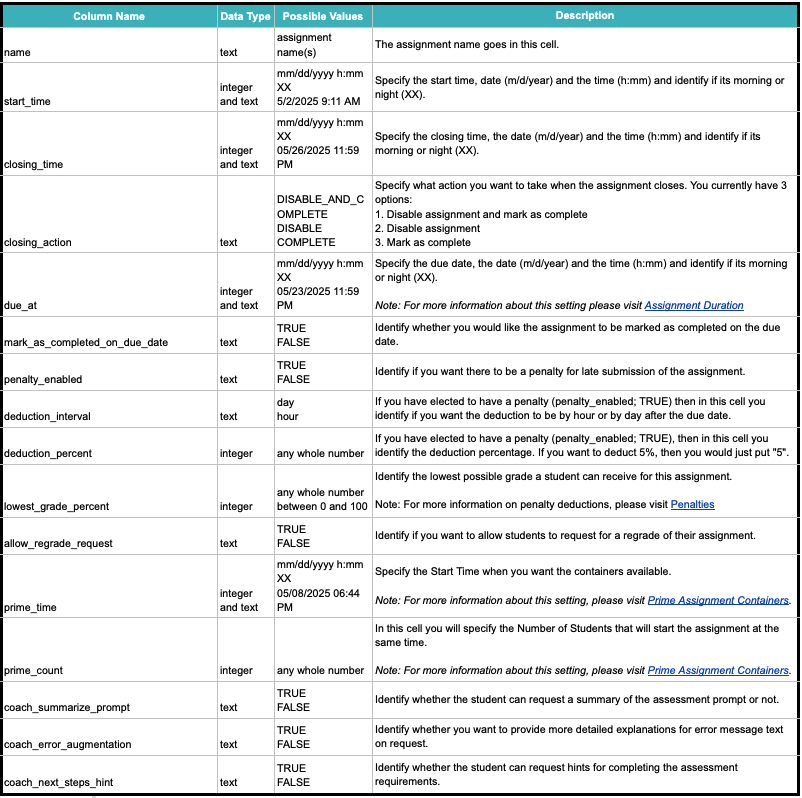 Column Name Data Type Possible Values Description
name text assignment name(s) The assignment name goes in this cell.
start_time integer and text mm/dd/yyyy h:mm XX 5/2/2025 9:11 AM Specify the start time, date (m/d/year) and the time (h:mm) and identify if its morning or night (XX).
closing_time integer and text mm/dd/yyyy h:mm XX 05/26/2025 11:59 PM Specify the closing time, the date (m/d/year) and the time (h:mm) and identify if its morning or night (XX).
closing_action text DISABLE_AND_COMPLETE DISABLE COMPLETE Specify what action you want to take when the assignment closes. You currently have 3 options:
1. Disable assignment and mark as complete
2. Disable assignment
3. Mark as complete
due_at integer and text mm/dd/yyyy h:mm XX 05/23/2025 11:59 PM Specify the due date, the date (m/d/year) and the time (h:mm) and identify if its morning or night (XX).
Note: For more information about this setting please visit Assignment Duration
mark_as_completed_on_due_date text TRUE FALSE Identify whether you would like the assignment to be marked as completed on the due date.
penalty_enabled text TRUE FALSE Identify if you want there to be a penalty for late submission of the assignment.
deduction_interval text day hour If you have elected to have a penalty (penalty_enabled; TRUE) then in this cell you identify if you want the deduction to be by hour or by day after the due date.
deduction_percent integer any whole number If you have elected to have a penalty (penalty_enabled; TRUE), then in this cell you identify the deduction percentage. If you want to deduct 5%, then you would just put "5".
lowest_grade_percent integer any whole number between 0 and 100 Identify the lowest possible grade a student can receive for this assignment.
Note: For more information on penalty deductions, please visit Penalties
allow_regrade_request text TRUE FALSE Identify if you want to allow students to request for a regrade of their assignment.
prime_time integer and text mm/dd/yyyy h:mm XX 05/08/2025 06:44 PM Specify the Start Time when you want the containers available.
Note: For more information about this setting, please visit Prime Assignment Containers.
prime_count integer any whole number In this cell you will specify the Number of Students that will start the assignment at the same time.
Note: For more information about this setting, please visit Prime Assignment Containers.
coach_summarize_prompt text TRUE FALSE Identify whether the student can request a summary of the assessment prompt or not.
coach_error_augmentation text TRUE FALSE Identify whether you want to provide more detailed explanations for error message text on request.
coach_next_steps_hint text TRUE FALSE Identify whether the student can request hints for completing the assessment requirements.